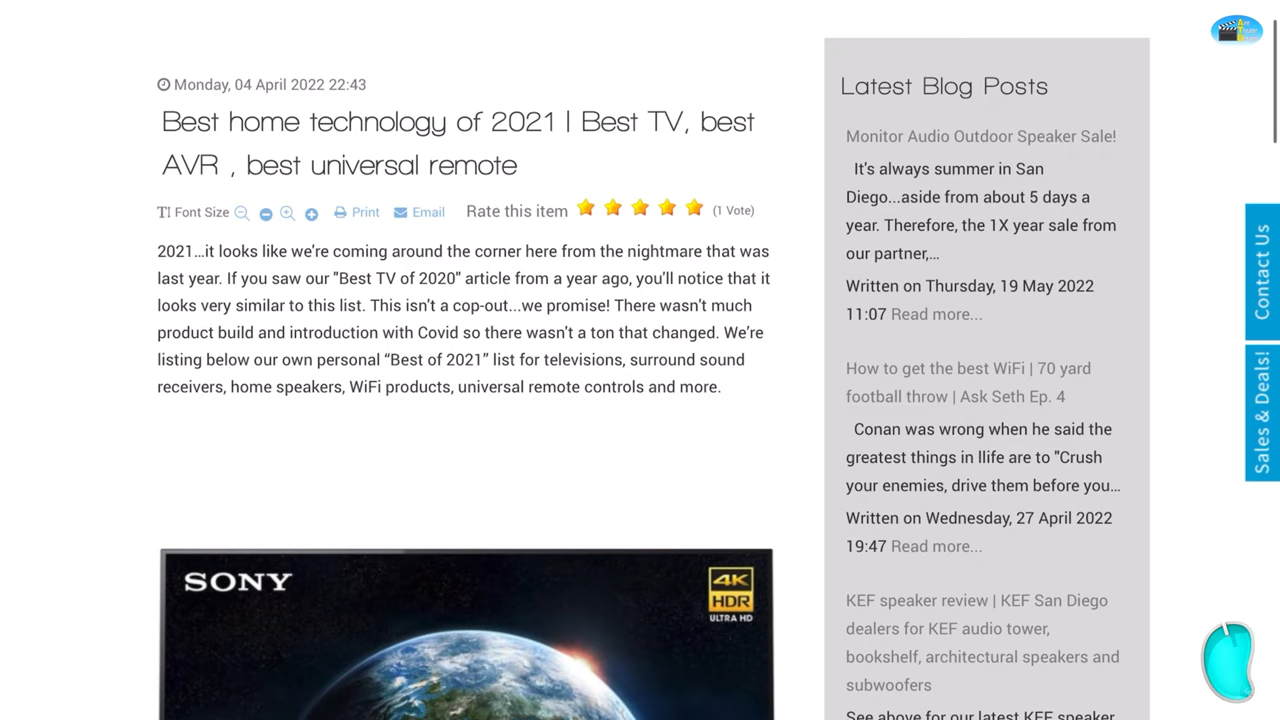 Monday, 04 April 2022 22:43
Best home technology of 2021 | Best TV, best
AVR , best universal remote
T! Font Size
Print
Email
Rate this item
(1 Vote)
2021...it looks like we're coming around the corner here from the nightmare that was
last year. If you saw our "Best TV of 2020" article from a year ago, you'll notice that it
looks very similar to this list. This isn't a cop-out...we promise! There wasn't much
product build and introduction with Covid so there wasn't a ton that changed. We're
listing below our own personal “Best of 2021” list for televisions, surround sound
receivers, home speakers, WiFi products, universal remote controls and more.
SONY
4K
HDR
ULTRA HD
Latest Blog Posts
Monitor Audio Outdoor Speaker Sale!
It's always summer in San
Diego...aside from about 5 days a
year. Therefore, the 1X year sale from
our partner,...
Written on Thursday, 19 May 2022
11:07 Read more...
How to get the best WiFi | 70 yard
football throw | Ask Seth Ep. 4
Conan was wrong when he said the
greatest things in llife are to "Crush
your enemies, drive them before you...
Written on Wednesday, 27 April 2022
19:47 Read more...
KEF speaker review | KEF San Diego
dealers for KEF audio tower,
bookshelf, architectural speakers and
subwoofers
See above for our latest KEF speaker
Contact Us
Sales & Deals!